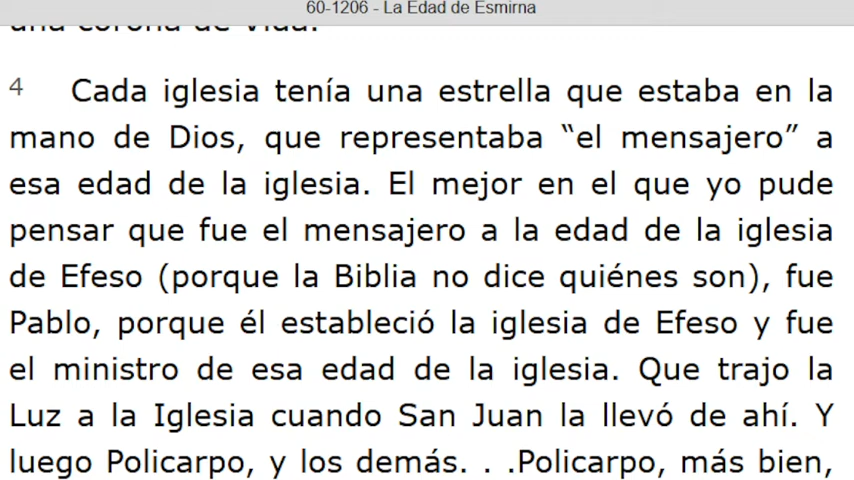 60-1206 - La Edad de Esmirna
una corona de vida.
4 Cada iglesia tenía una estrella que estaba en la
mano de Dios, que representaba “el mensajero” a
esa edad de la iglesia. El mejor en el que yo pude
pensar que fue el mensajero a la edad de la iglesia
de Efeso (porque la Biblia no dice quiénes son), fue
Pablo, porque él estableció la iglesia de Efeso y fue
el ministro de esa edad de la iglesia. Que trajo la
Luz a la Iglesia cuando San Juan la llevó de ahí. Y
luego Policarpo, y los demás. . .Policarpo, más bien,